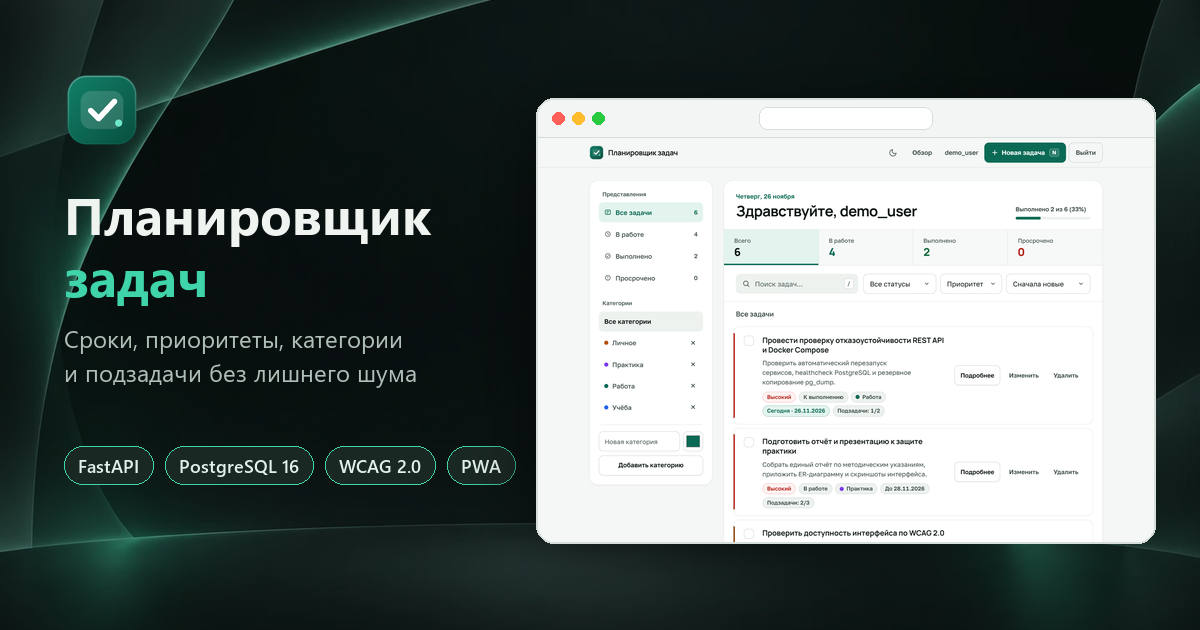 Планировщик
задач
Сроки, приоритеты, категории
и подзадачи без лишнего шума
FastAPI
PostgreSQL 16
WCAG 2.0
PWA
Планировщик задач
Обзор
demo_user
+ Новая задача N
Выйти
Представления
Все задачи 6
В работе 4
Выполнено 2
Просрочено 0
Категории
Все категории
Личное ×
Практика ×
Работа ×
Учёба ×
Новая категория
Добавить категорию
Четверг, 26 ноября
Здравствуйте, demo_user
Выполнено 2 из 6 (33%)
Всего
6
В работе
4
Выполнено
2
Просрочено
0
Поиск задач... /
Все статусы
Приоритет
Сначала новые
Все задачи
Провести проверку отказоустойчивости REST API
и Docker Compose
Проверить автоматический перезапуск
сервисов, healthcheck PostgreSQL и резервное
копирование pg_dump.
Высокий
К выполнению
Работа
Сегодня · 26.11.2026
Подзадачи: 1/2
Подробнее
Изменить
Удалить
Подготовить отчёт и презентацию к защите
практики
Собрать единый отчёт по методическим указаниям,
приложить ER-диаграмму и скриншоты интерфейса.
Высокий
В работе
Практика
До 28.11.2026
Подзадачи: 2/3
Подробнее
Изменить
Удалить
Проверить доступность интерфейса по WCAG 2.0